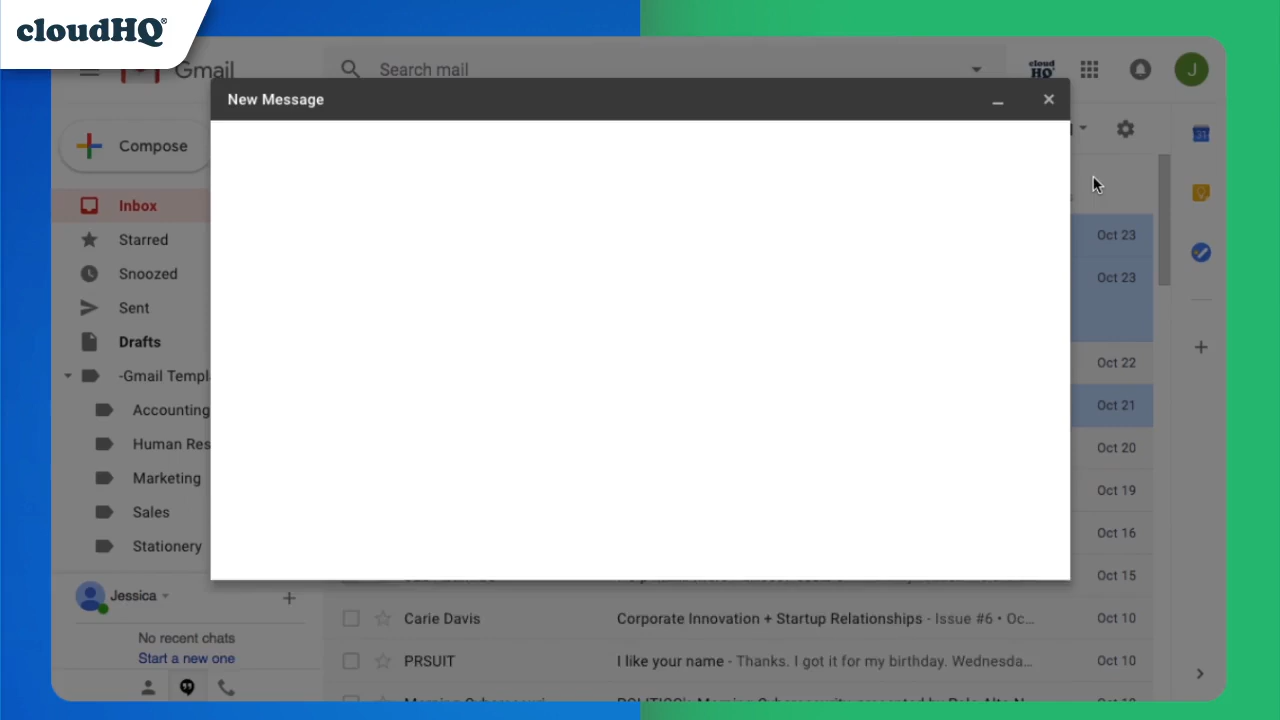 cloudHQ®
Gmail
Search mail
cloud
HQ
J
New Message
Compose
Inbox
Starred
Snoozed
Sent
Drafts
-Gmail Templ
Accounting
Human Res
Marketing
Sales
Stationery
Oct 23
Oct 23
Oct 22
Oct 21
Oct 20
Oct 19
Oct 16
Oct 15
Jessica
No recent chats
Start a new one
Carie Davis Corporate Innovation + Startup Relationships - Issue #6 • Oc... Oct 10
PRSUIT I like your name - Thanks. I got it for my birthday. Wednesda... Oct 10